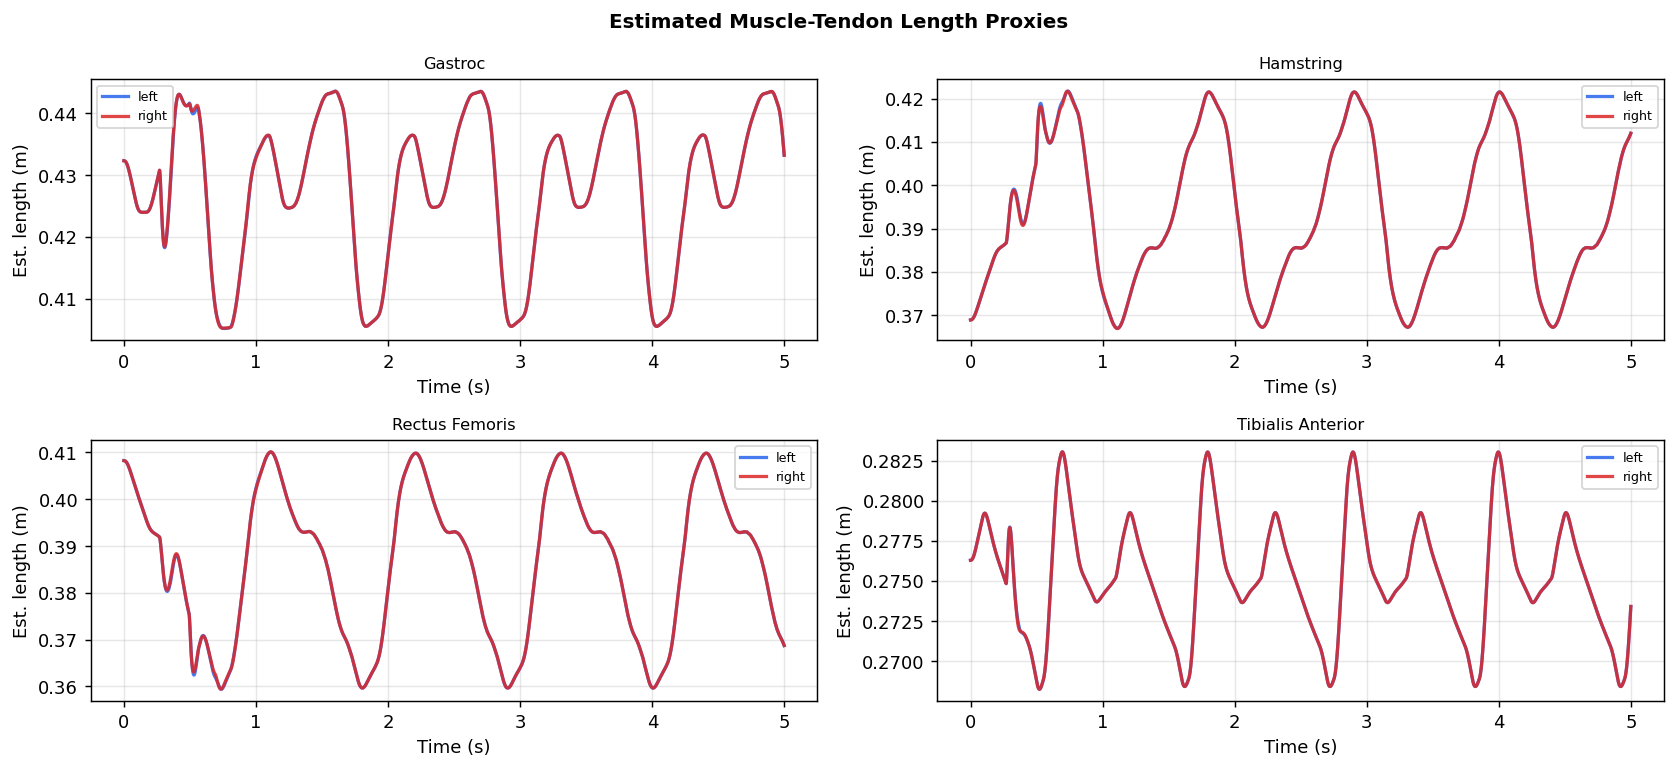 Estimated Muscle-Tendon Length Proxies
Gastroc
Est. length (m)
0.44
0.43
0.42
0.41
left
right
0
1
2
3
4
5
Time (s)
Hamstring
Est. length (m)
0.42
0.41
0.40
0.39
0.38
0.37
left
right
0
1
2
3
4
5
Time (s)
Rectus Femoris
Est. length (m)
0.41
0.40
0.39
0.38
0.37
0.36
left
right
0
1
2
3
4
5
Time (s)
Tibialis Anterior
Est. length (m)
0.2825
0.2800
0.2775
0.2750
0.2725
0.2700
left
right
0
1
2
3
4
5
Time (s)